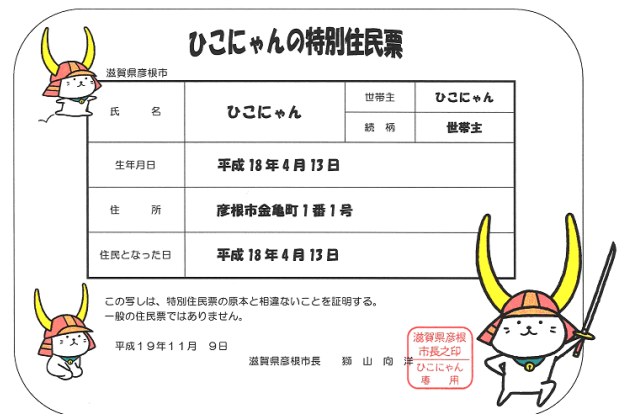 ひこにゃんの特別住民票
滋賀県彦根市
氏　　名　ひこにゃん　世帯主　ひこにゃん
続　柄　世帯主
生年月日　平成18年4月13日
住　　所　彦根市金亀町1番1号
住民となった日　平成18年4月13日
この写しは、特別住民票の原本と相違ないことを証明する。
一般の住民票ではありません。
平成19年11月　9日
滋賀県彦根市長　獅　山　向　洋
滋賀県彦根
市長之印
ひこにゃん
専　用